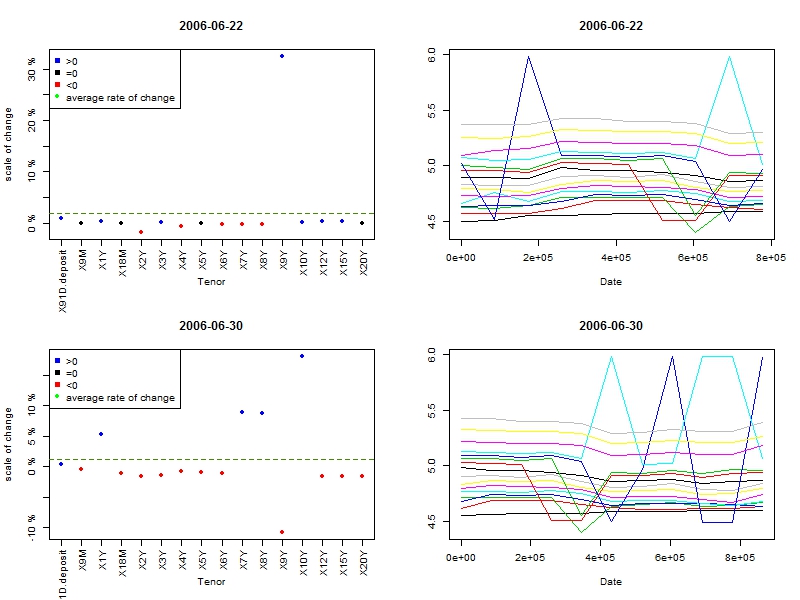 2006-06-22
scale of change
30 %
20 %
10 %
0 %
>0
=0
<0
average rate of change
X91D.deposit
X9M
X1Y
X18M
X2Y
X3Y
X4Y
X5Y
X6Y
X7Y
X8Y
X9Y
X10Y
X12Y
X15Y
X20Y
Tenor
2006-06-22
6.0
5.5
5.0
4.5
0e+00
2e+05
4e+05
6e+05
8e+05
Date
2006-06-30
scale of change
10 %
5 %
0 %
-10 %
>0
=0
<0
average rate of change
1D.deposit
X9M
X1Y
X18M
X2Y
X3Y
X4Y
X5Y
X6Y
X7Y
X8Y
X9Y
X10Y
X12Y
X15Y
X20Y
Tenor
2006-06-30
6.0
5.5
5.0
4.5
0e+00
2e+05
4e+05
6e+05
8e+05
Date